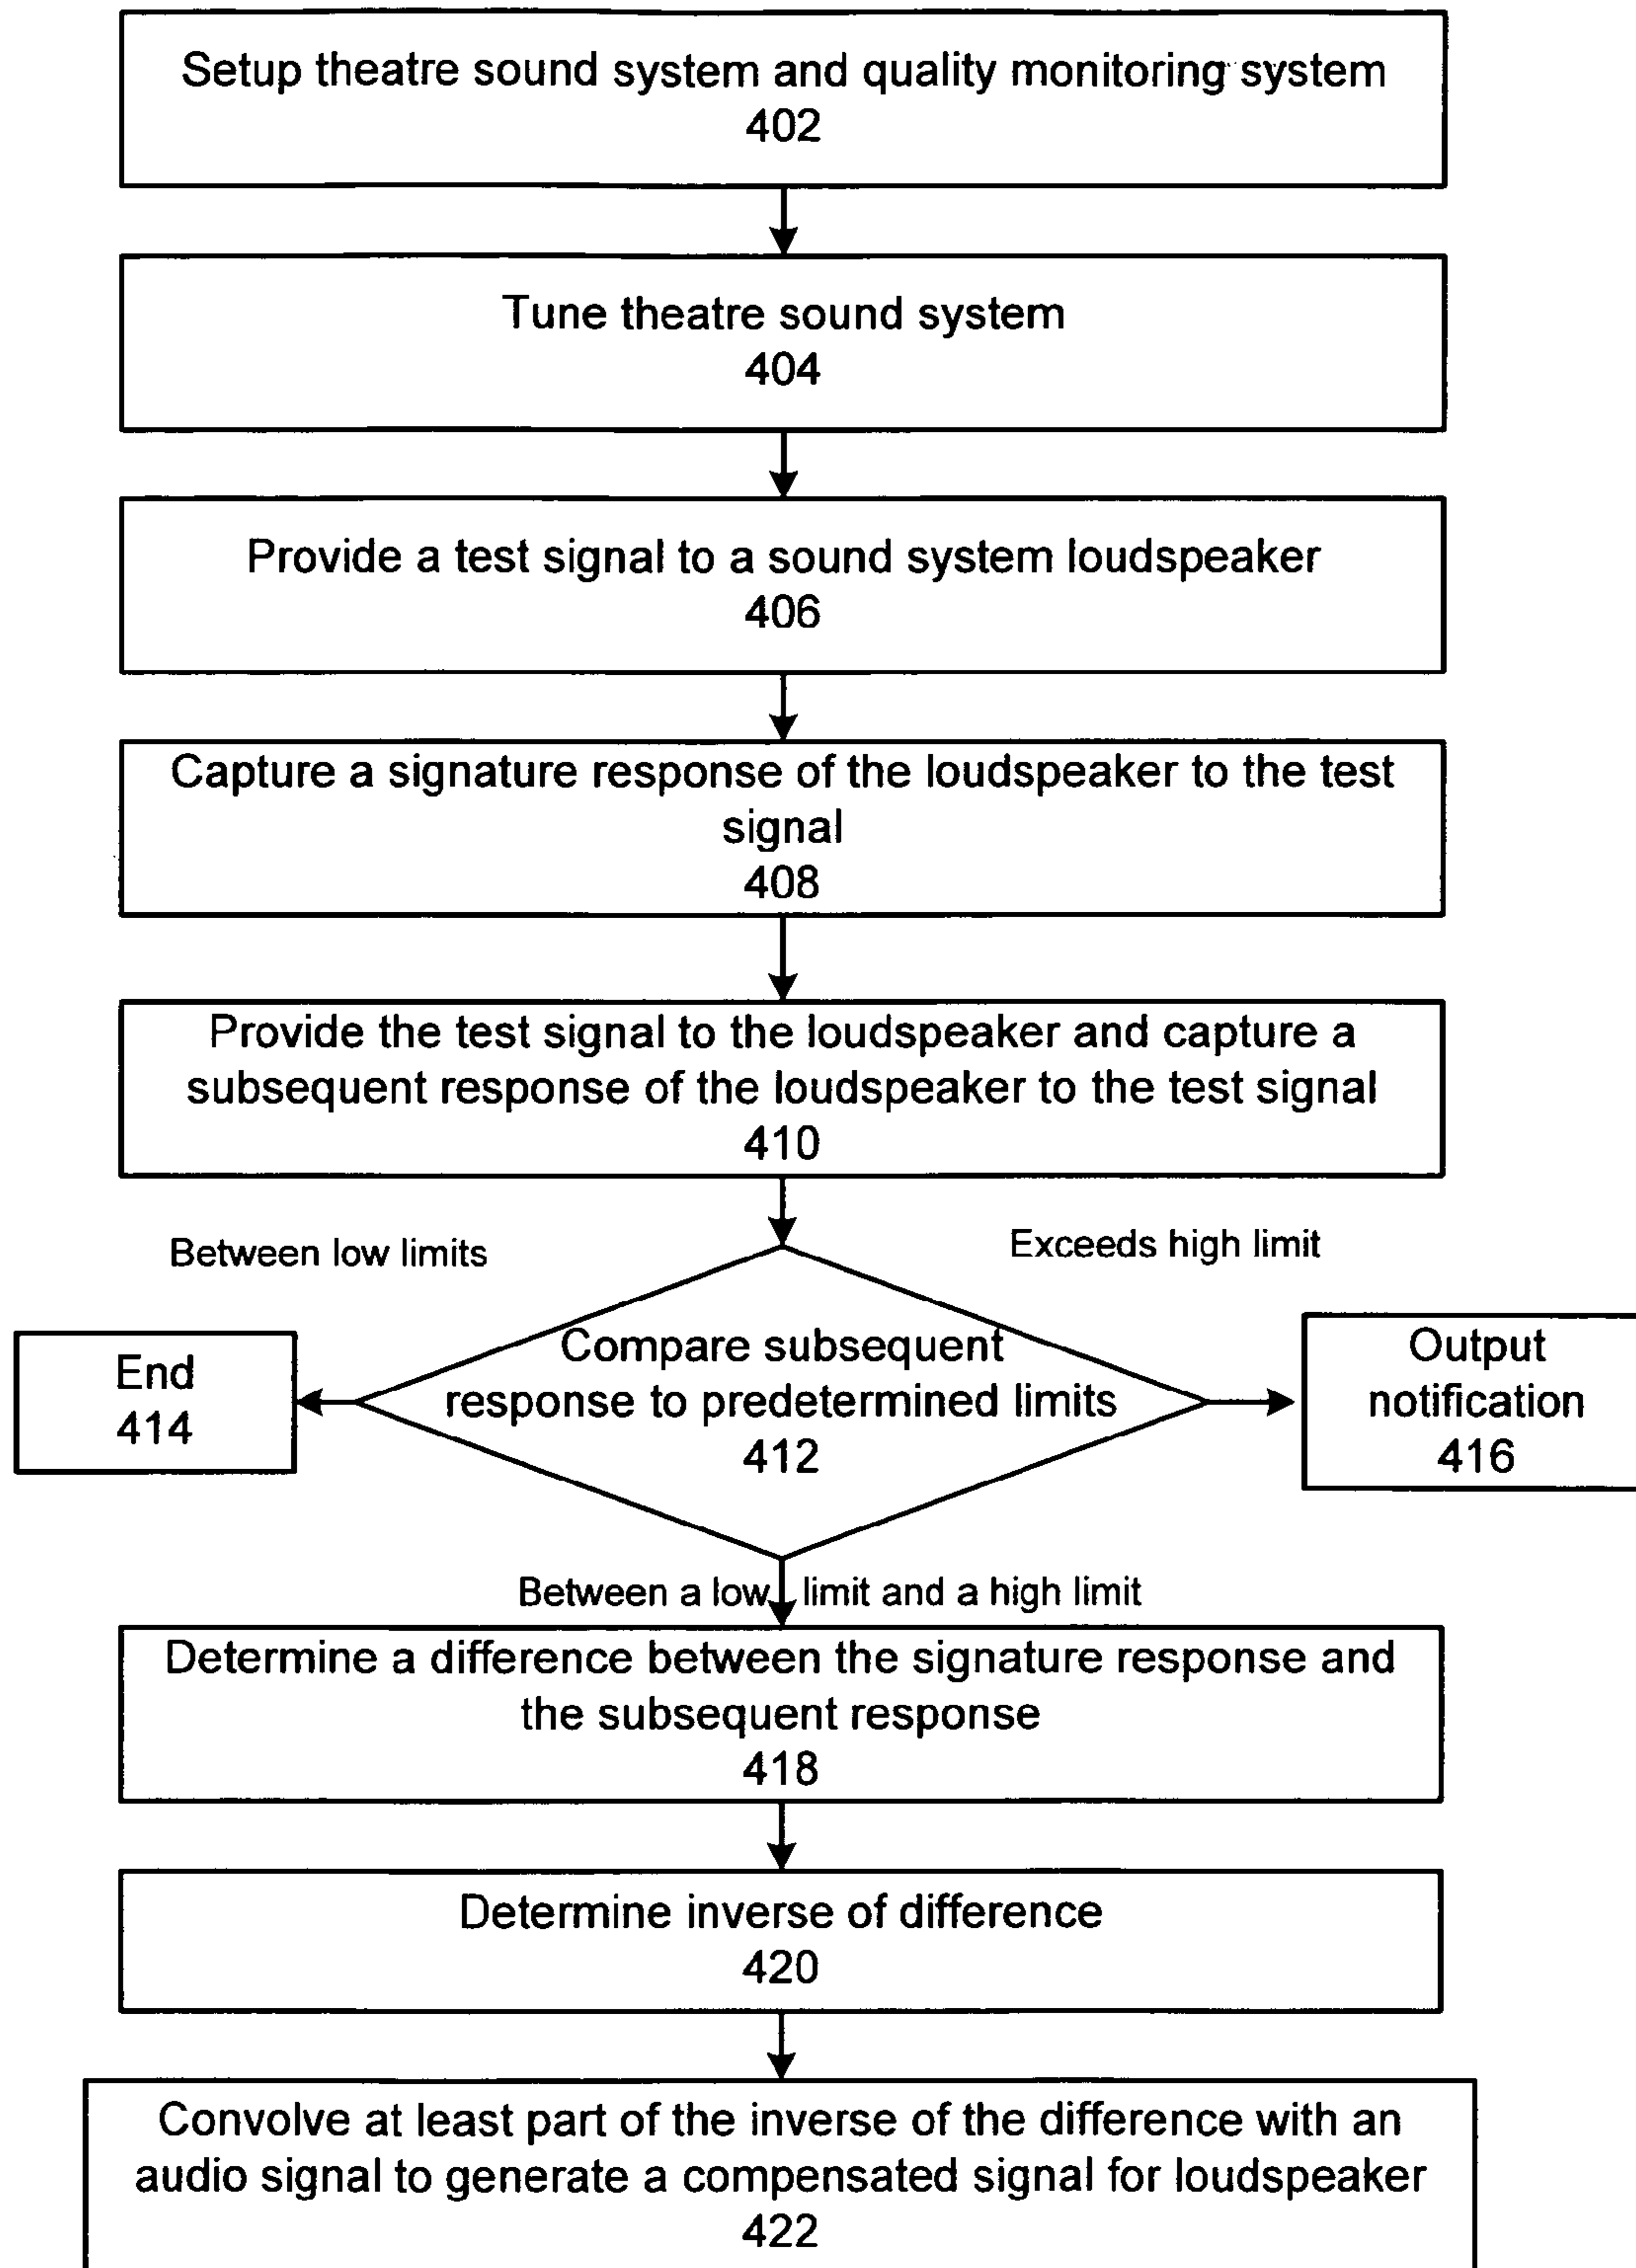 Setup theatre sound system and quality monitoring system
402
Tune theatre sound system
404
Provide a test signal to a sound system loudspeaker
406
Capture a signature response of the loudspeaker to the test
signal
408
Provide the test signal to the loudspeaker and capture a
subsequent response of the loudspeaker to the test signal
410
Between low limits
Exceeds high limit
End
414
Compare subsequent
response to predetermined limits
412
Output
notification
416
Between a low limit and a high limit
Determine a difference between the signature response and
the subsequent response
418
Determine inverse of difference
420
Convolve at least part of the inverse of the difference with an
audio signal to generate a compensated signal for loudspeaker
422